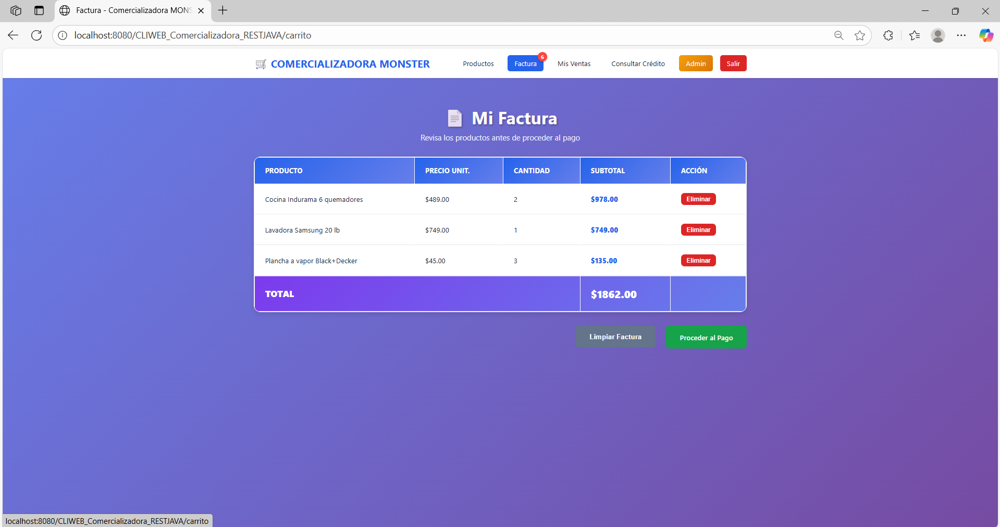 Factura - Comercializadora MONS
localhost:8080/CLIWEB_Comercializadora_RESTJAVA/carrito
COMERCIALIZADORA MONSTER Productos Factura 6 Mis Ventas Consultar Crédito Admin Salir
Mi Factura
Revisa los productos antes de proceder al pago
PRODUCTO PRECIO UNIT. CANTIDAD SUBTOTAL ACCIÓN
Cocina Indurama 6 quemadores $489.00 2 $978.00 Eliminar
Lavadora Samsung 20 lb $749.00 1 $749.00 Eliminar
Plancha a vapor Black+Decker $45.00 3 $135.00 Eliminar
TOTAL $1862.00
Limpiar Factura Proceder al Pago
localhost:8080/CLIWEB_Comercializadora_RESTJAVA/carrito